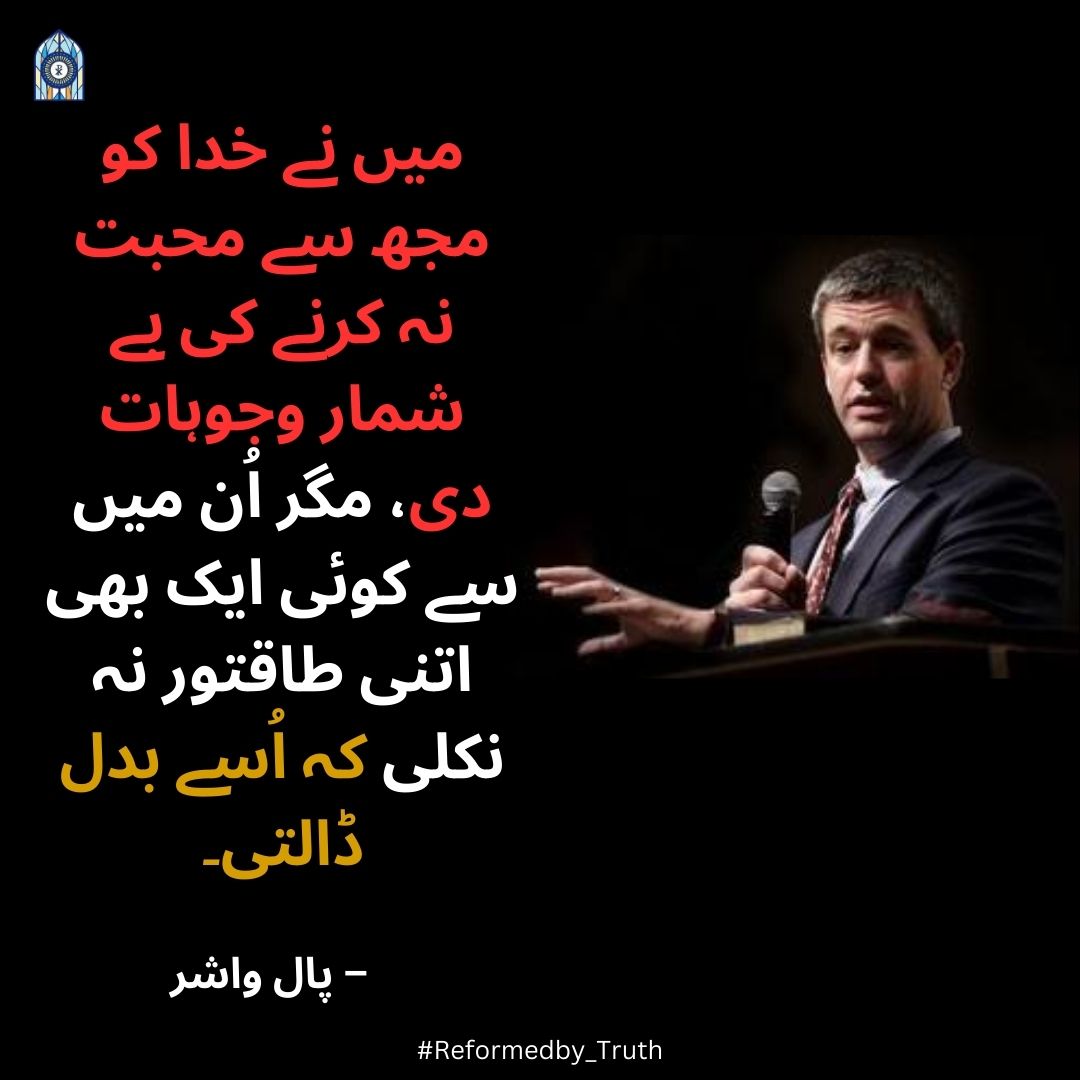 میں نے خدا کو
مجھ سے محبت
نہ کرنے کی بے
شمار وجوہات
دی، مگر اُن میں
سے کوئی ایک بھی
اتنی طاقتور نہ
نکلی کہ اُسے بدل
ڈالتی۔
– پال واشر
#Reformedby_Truth